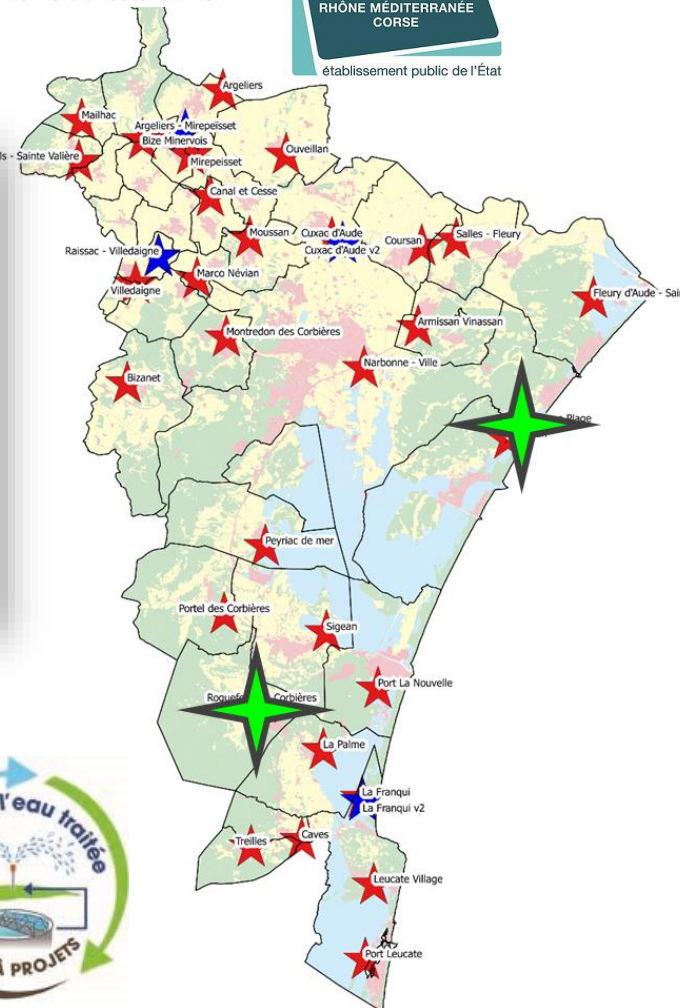 RHÔNE MÉDITERRANÉE
CORSE
établissement public de l'État
Argeliers
Mailhac
Argeliers - Mirepeïsset
Bize Minervois
Mirepeisset
Ouveillan
Sainte Valière
Canal et Cesse
Moussan
Cuxac d'Aude
Cuxac d'Aude v2
Coursan
Salles - Fleury
Raissac - Villedaigne
Marco Névian
Villedaigne
Fleury d'Aude
Armissan Vinassan
Montredon des Corbières
Narbonne - Ville
Bizanet
Plage
Peyriac de mer
Portel des Corbières
Sigean
Port La Nouvelle
Corbières
La Palme
La Franqui
La Franqui v2
Treilles
Caves
Leucate Village
Port Leucate
l'eau traitée
PROJETS